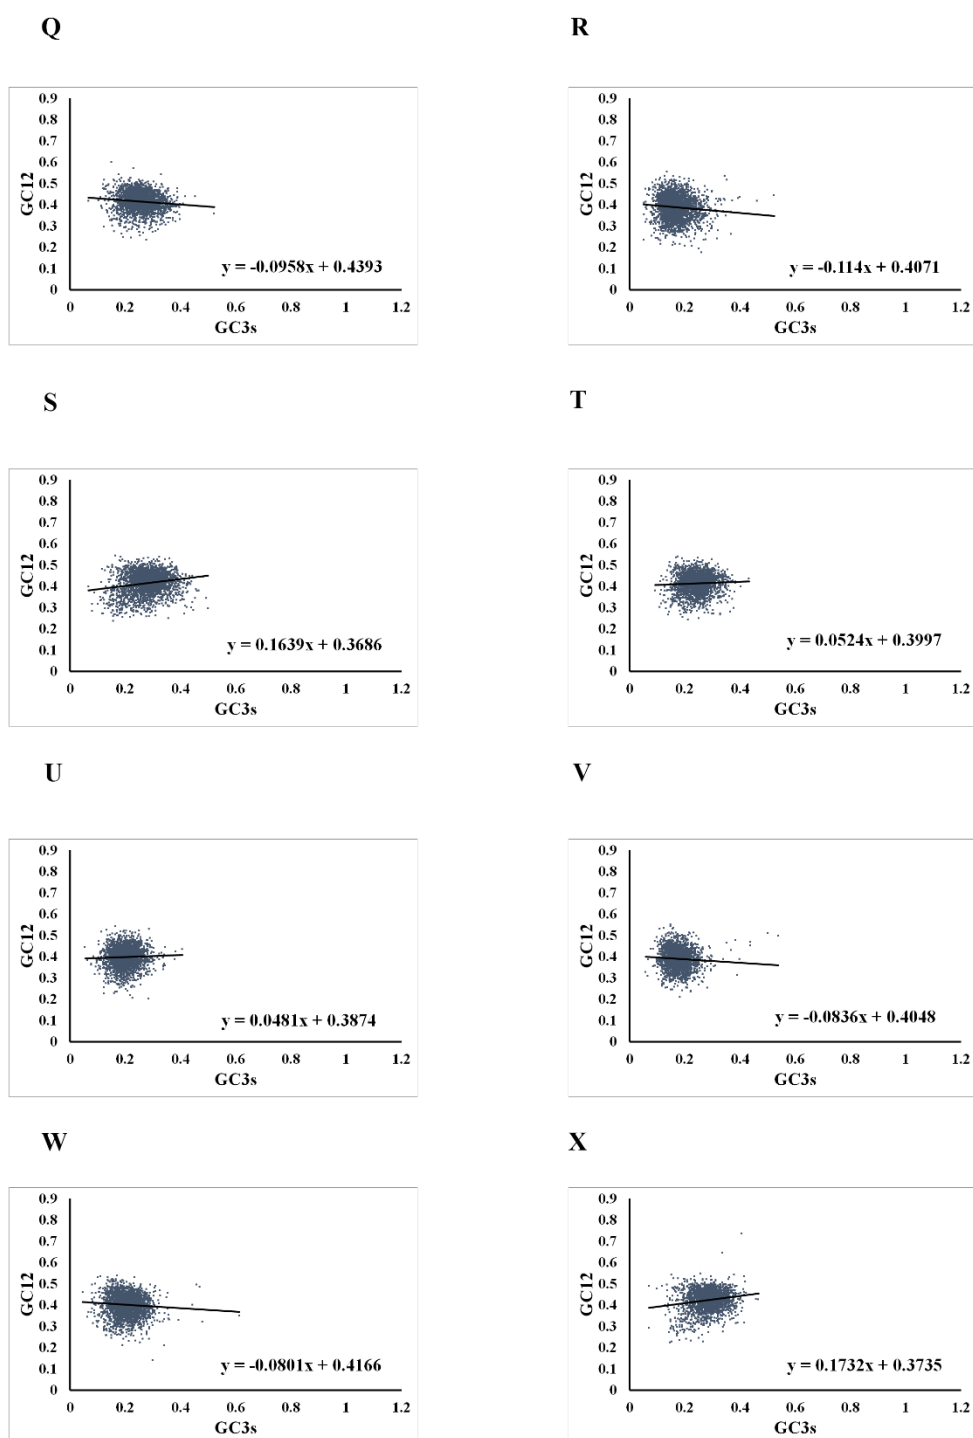 Q
R
0.9
0.8
0.7
0.6
0.5
0.4
0.3
0.2
0.1
0
GC12
y = -0.0958x + 0.4393
0 0.2 0.4 0.6 0.8 1 1.2
GC3s
0.9
0.8
0.7
0.6
0.5
0.4
0.3
0.2
0.1
0
GC12
y = -0.114x + 0.4071
0 0.2 0.4 0.6 0.8 1 1.2
GC3s
S
T
0.9
0.8
0.7
0.6
0.5
0.4
0.3
0.2
0.1
0
GC12
y = 0.1639x + 0.3686
0 0.2 0.4 0.6 0.8 1 1.2
GC3s
0.9
0.8
0.7
0.6
0.5
0.4
0.3
0.2
0.1
0
GC12
y = 0.0524x + 0.3997
0 0.2 0.4 0.6 0.8 1 1.2
GC3s
U
V
0.9
0.8
0.7
0.6
0.5
0.4
0.3
0.2
0.1
0
GC12
y = 0.0481x + 0.3874
0 0.2 0.4 0.6 0.8 1 1.2
GC3s
0.9
0.8
0.7
0.6
0.5
0.4
0.3
0.2
0.1
0
GC12
y = -0.0836x + 0.4048
0 0.2 0.4 0.6 0.8 1 1.2
GC3s
W
X
0.9
0.8
0.7
0.6
0.5
0.4
0.3
0.2
0.1
0
GC12
y = -0.0801x + 0.4166
0 0.2 0.4 0.6 0.8 1 1.2
GC3s
0.9
0.8
0.7
0.6
0.5
0.4
0.3
0.2
0.1
0
GC12
y = 0.1732x + 0.3735
0 0.2 0.4 0.6 0.8 1 1.2
GC3s